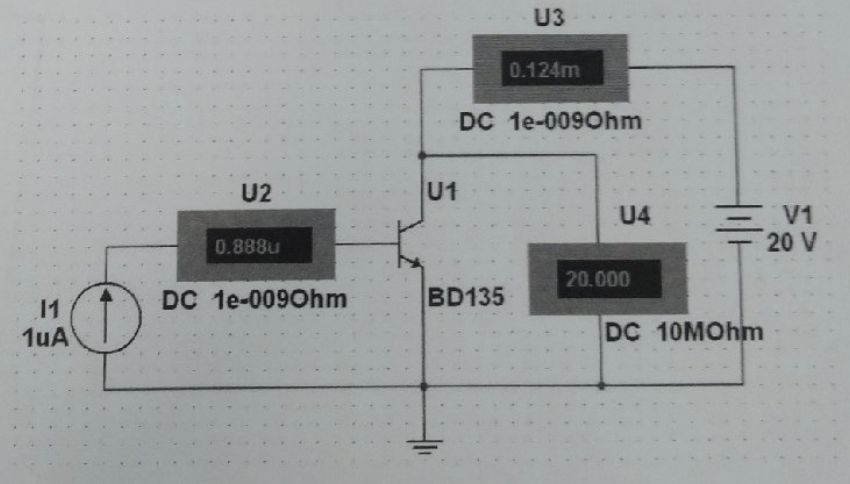 U3
0.124m
DC 1e-009Ohm
U2
U1
0.888u
U4
V1
20 V
20.000
I1
1uA
DC 1e-009Ohm
BD135
DC 10MOhm